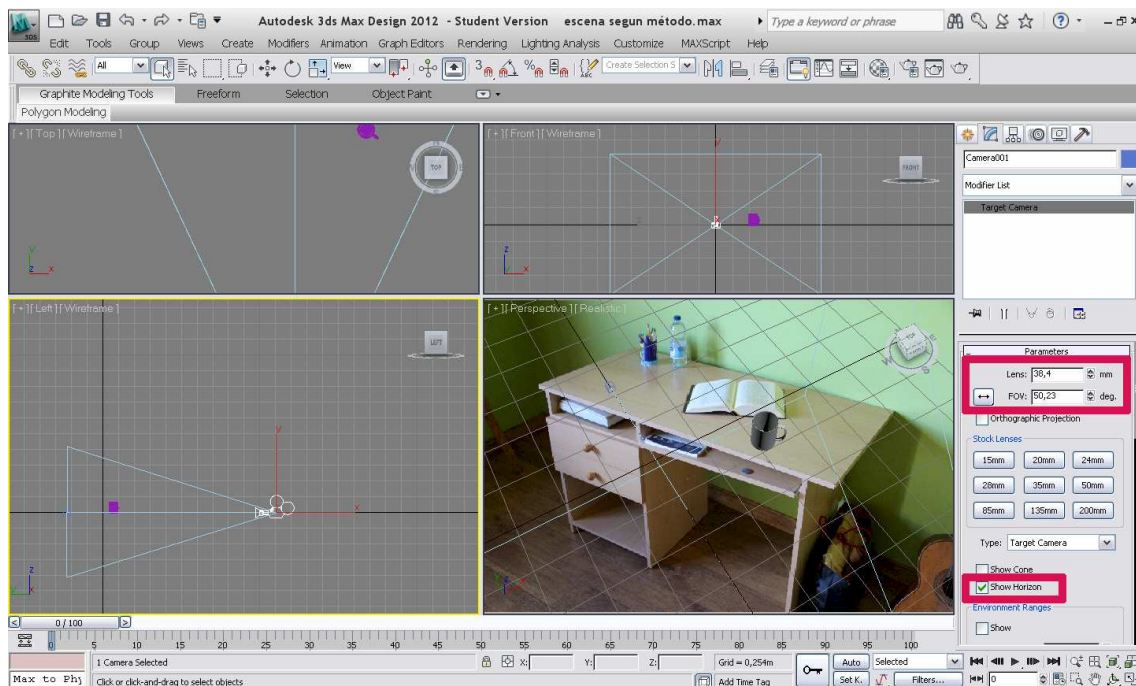 Autodesk 3ds Max Design 2012 - Student Version escena segun método.max
Type a keyword or phrase
3DS
Edit Tools Group Views Create Modifiers Animation Graph Editors Rendering Lighting Analysis Customize MAXScript Help
All View 3 Create Selection S
Graphite Modeling Tools Freeform Selection Object Paint
Polygon Modeling
[ + ][ Top ][ Wireframe ]
TOP
y
z x
[ + ][ Front ][ Wireframe ]
FRONT
y
z
x
[ + ][ Left ][ Wireframe ]
LEFT
y
x
z
[ + ][ Perspective ][ Realistic ]
TOP
Camera001
Modifier List
Target Camera
Parameters
Lens: 38,4 mm
FOV: 50,23 deg.
Orthographic Projection
Stock Lenses
15mm 20mm 24mm
28mm 35mm 50mm
85mm 135mm 200mm
Type: Target Camera
Show Cone
Show Horizon
Environment Ranges
Show
0 / 100
0 5 10 15 20 25 30 35 40 45 50 55 60 65 70 75 80 85 90 95 100
1 Camera Selected X: Y: Z: Grid = 0,254m Auto Selected
Max to Phy Click or click-and-drag to select objects Add Time Tag Set K. Filters... 0